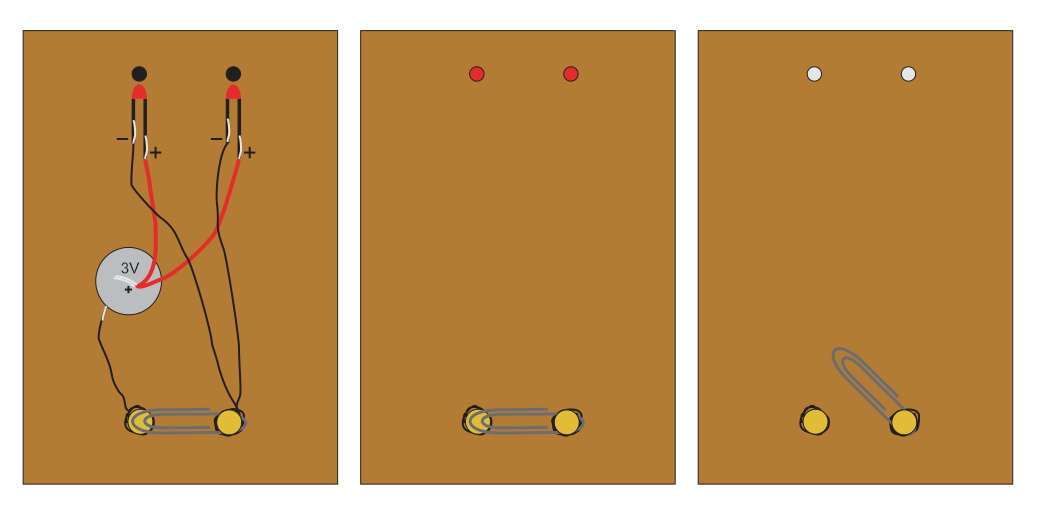 − −
+ +
3V
+